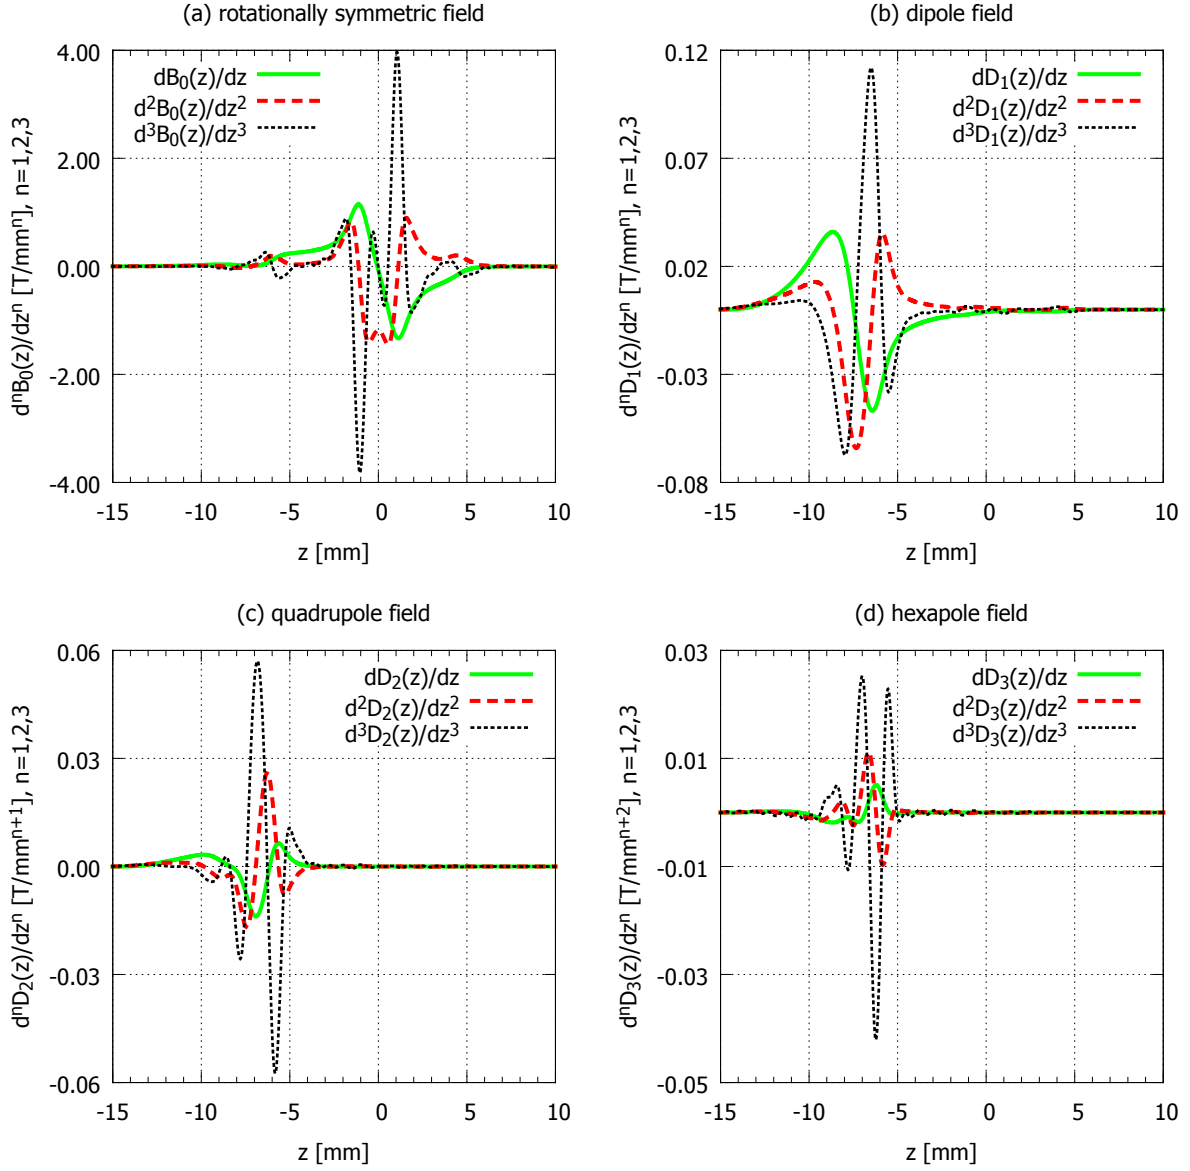 (a) rotationally symmetric field
4.00
2.00
0.00
-2.00
-4.00
-15
-10
-5
0
5
10
dB₀(z)/dz
d²B₀(z)/dz²
d³B₀(z)/dz³
dⁿB₀(z)/dzⁿ [T/mmⁿ], n=1,2,3
z [mm]
(b) dipole field
0.12
0.07
0.02
-0.03
-0.08
-15
-10
-5
0
5
10
dD₁(z)/dz
d²D₁(z)/dz²
d³D₁(z)/dz³
dⁿD₁(z)/dzⁿ [T/mmⁿ], n=1,2,3
z [mm]
(c) quadrupole field
0.06
0.03
0.00
-0.03
-0.06
-15
-10
-5
0
5
10
dD₂(z)/dz
d²D₂(z)/dz²
d³D₂(z)/dz³
dⁿD₂(z)/dzⁿ [T/mmⁿ⁺¹], n=1,2,3
z [mm]
(d) hexapole field
0.03
0.01
-0.01
-0.03
-0.05
-15
-10
-5
0
5
10
dD₃(z)/dz
d²D₃(z)/dz²
d³D₃(z)/dz³
dⁿD₃(z)/dzⁿ [T/mmⁿ⁺²], n=1,2,3
z [mm]